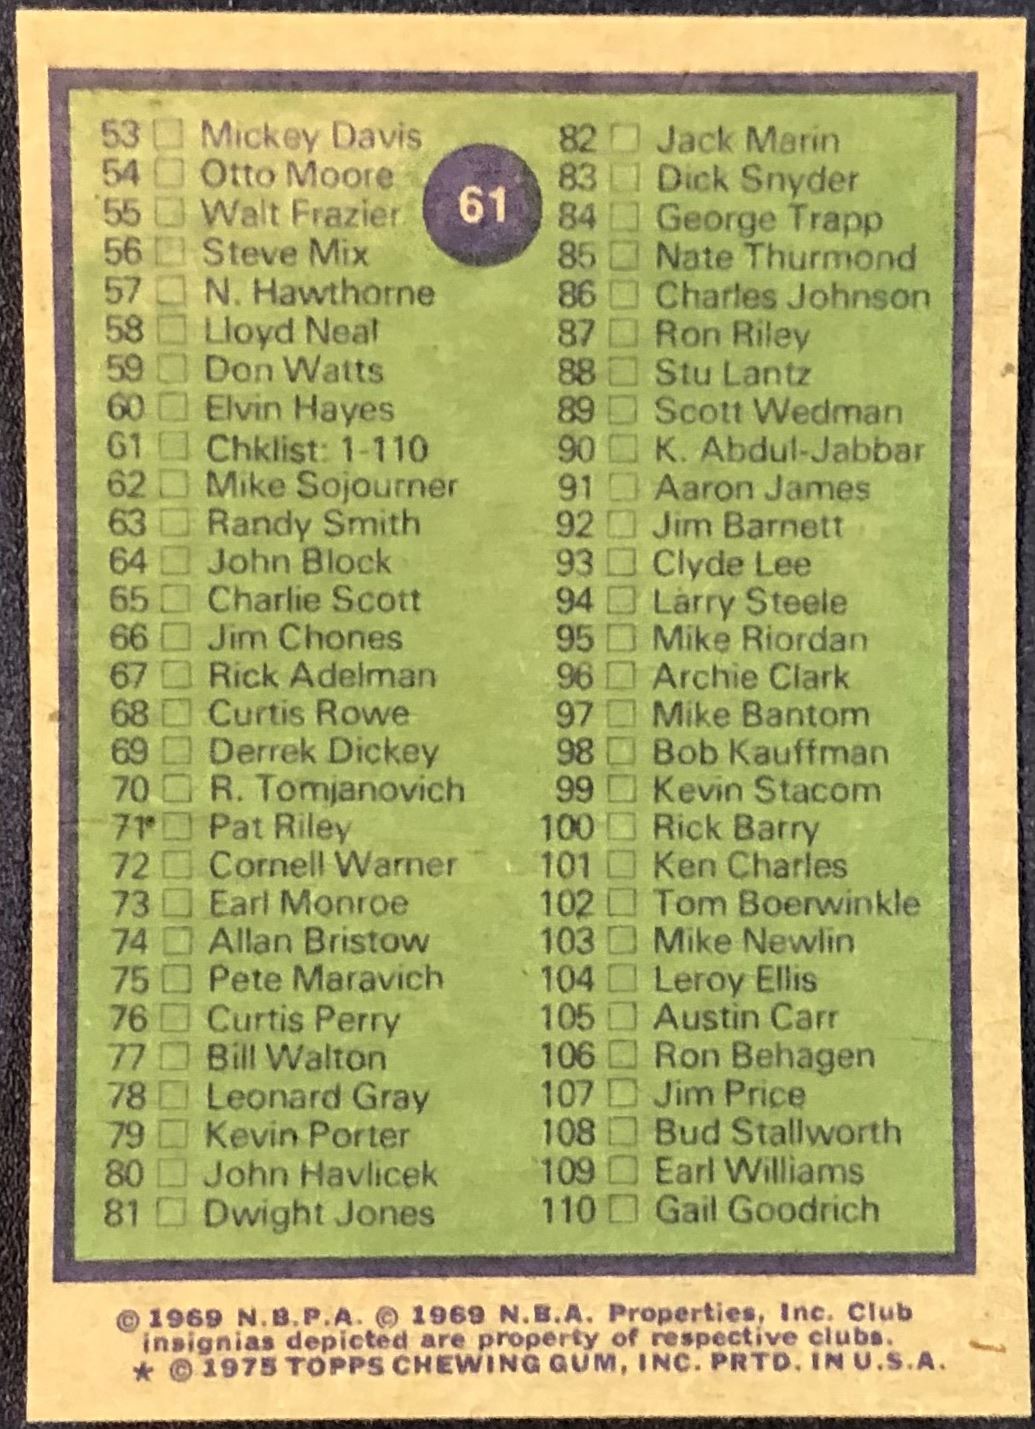 53 ☐ Mickey Davis
54 ☐ Otto Moore
55 ☐ Walt Frazier
56 ☐ Steve Mix
57 ☐ N. Hawthorne
58 ☐ Lloyd Neal
59 ☐ Don Watts
60 ☐ Elvin Hayes
61 ☐ Chklist: 1-110
62 ☐ Mike Sojourner
63 ☐ Randy Smith
64 ☐ John Block
65 ☐ Charlie Scott
66 ☐ Jim Chones
67 ☐ Rick Adelman
68 ☐ Curtis Rowe
69 ☐ Derrek Dickey
70 ☐ R. Tomjanovich
71 ☐ Pat Riley
72 ☐ Cornell Warner
73 ☐ Earl Monroe
74 ☐ Allan Bristow
75 ☐ Pete Maravich
76 ☐ Curtis Perry
77 ☐ Bill Walton
78 ☐ Leonard Gray
79 ☐ Kevin Porter
80 ☐ John Havlicek
81 ☐ Dwight Jones
61
82 ☐ Jack Marin
83 ☐ Dick Snyder
84 ☐ George Trapp
85 ☐ Nate Thurmond
86 ☐ Charles Johnson
87 ☐ Ron Riley
88 ☐ Stu Lantz
89 ☐ Scott Wedman
90 ☐ K. Abdul-Jabbar
91 ☐ Aaron James
92 ☐ Jim Barnett
93 ☐ Clyde Lee
94 ☐ Larry Steele
95 ☐ Mike Riordan
96 ☐ Archie Clark
97 ☐ Mike Bantom
98 ☐ Bob Kauffman
99 ☐ Kevin Stacom
100 ☐ Rick Barry
101 ☐ Ken Charles
102 ☐ Tom Boerwinkle
103 ☐ Mike Newlin
104 ☐ Leroy Ellis
105 ☐ Austin Carr
106 ☐ Ron Behagen
107 ☐ Jim Price
108 ☐ Bud Stallworth
109 ☐ Earl Williams
110 ☐ Gail Goodrich
© 1969 N.B.P.A. © 1969 N.B.A. Properties, Inc. Club
insignias depicted are property of respective clubs.
* © 1975 TOPPS CHEWING GUM, INC. PRTD. IN U.S.A.